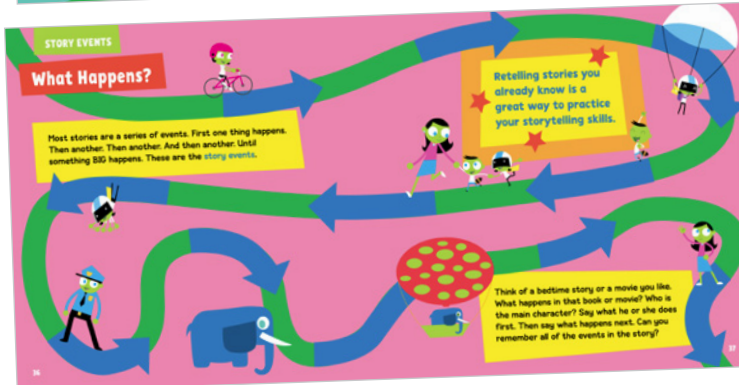 STORY EVENTS
What Happens?
Most stories are a series of events. First one thing happens.
Then another. Then another. And then another. Until
something BIG happens. These are the story events.
Retelling stories you
already know is a
great way to practice
your storytelling skills.
Think of a bedtime story or a movie you like.
What happens in that book or movie? Who is
the main character? Say what he or she does
first. Then say what happens next. Can you
remember all of the events in the story?
36
37